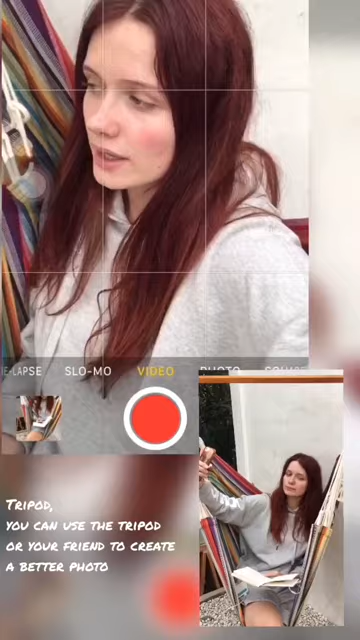 SLO-MO VIDEO
TRIPOD,
YOU CAN USE THE TRIPOD
OR YOUR FRIEND TO CREATE
A BETTER PHOTO